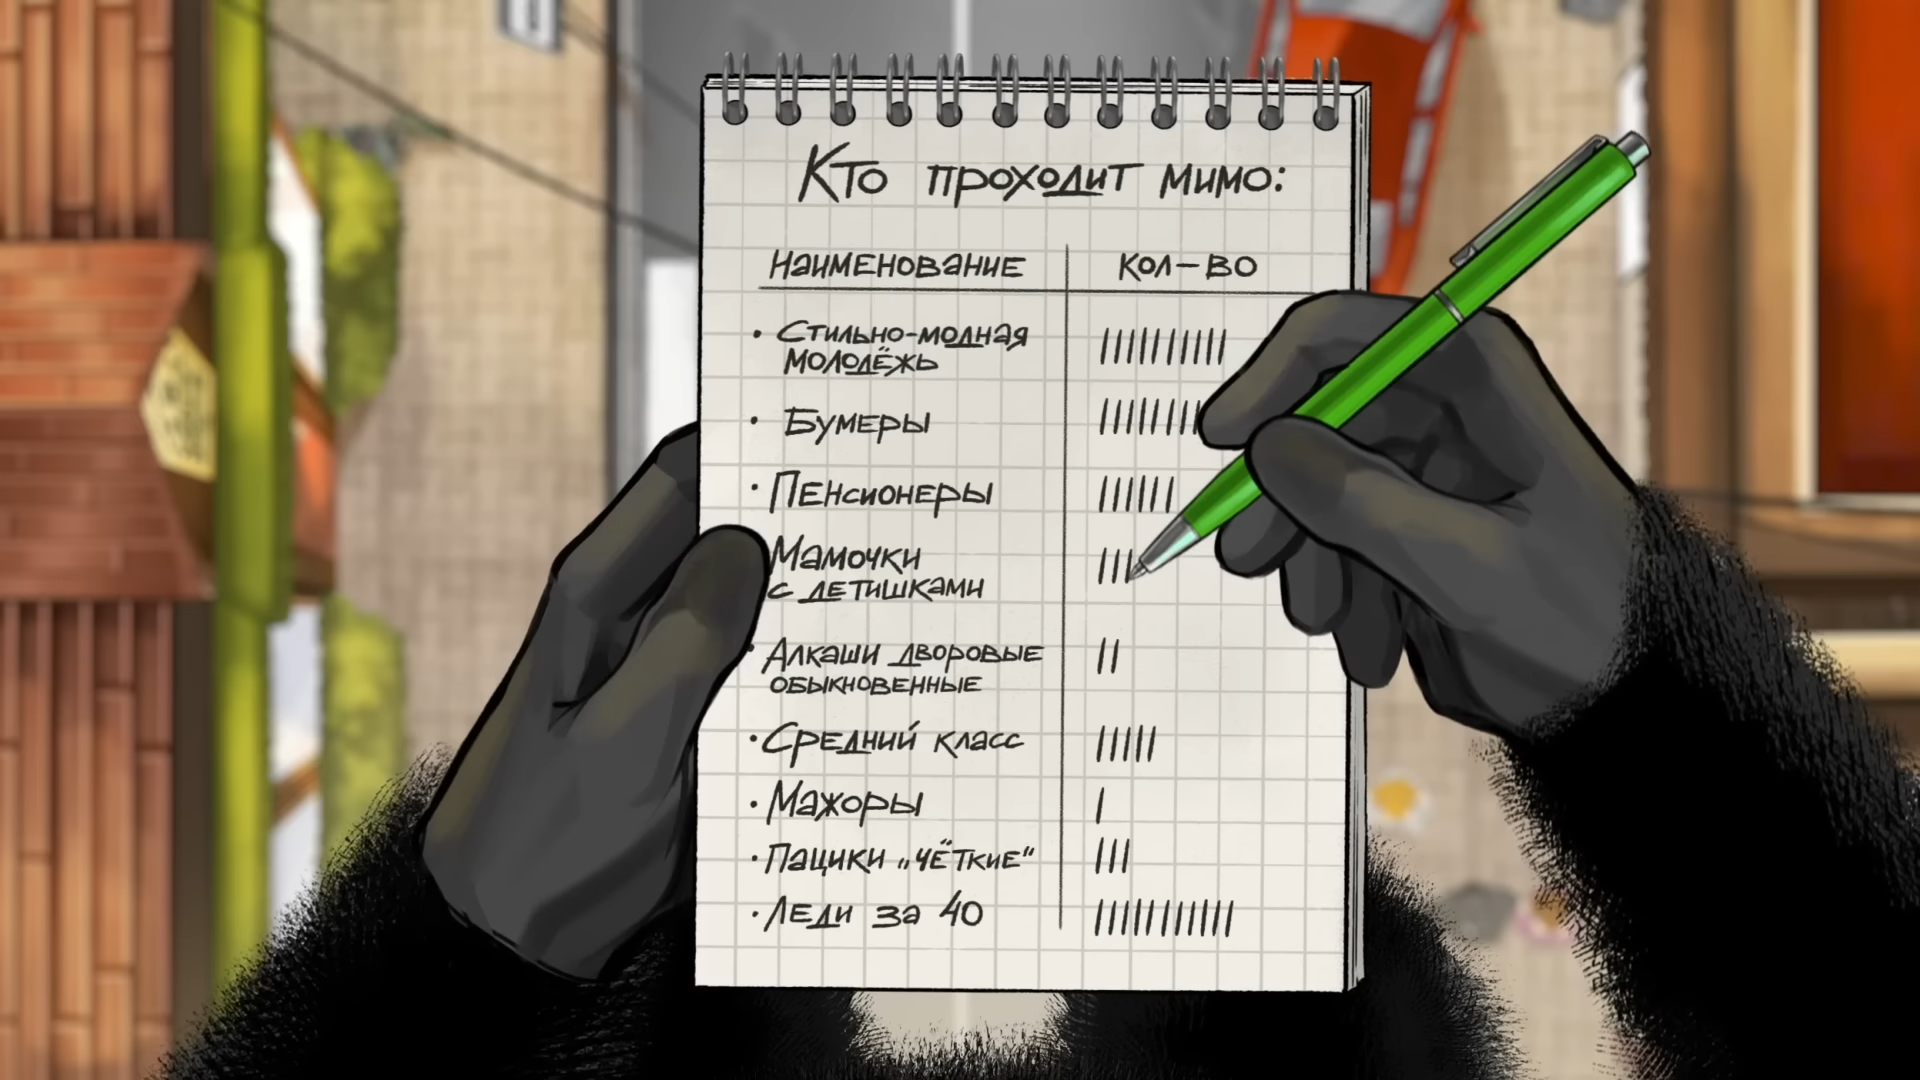 Кто проходит мимо:
Наименование кол-во
• Стильно-модная
молодёжь
• Бумеры
• Пенсионеры
Мамочки
с детишками
• Алкаши дворовые
обыкновенные
• Средний класс
• Мажоры
• Пацики „чёткие“
• Леди за 40